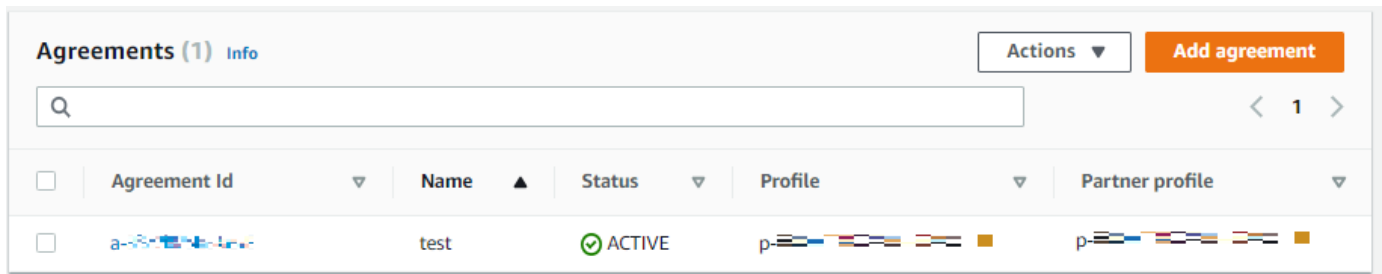 Agreements (1) Info
Actions
Add agreement
1
Agreement Id Name Status Profile Partner profile
test ACTIVE